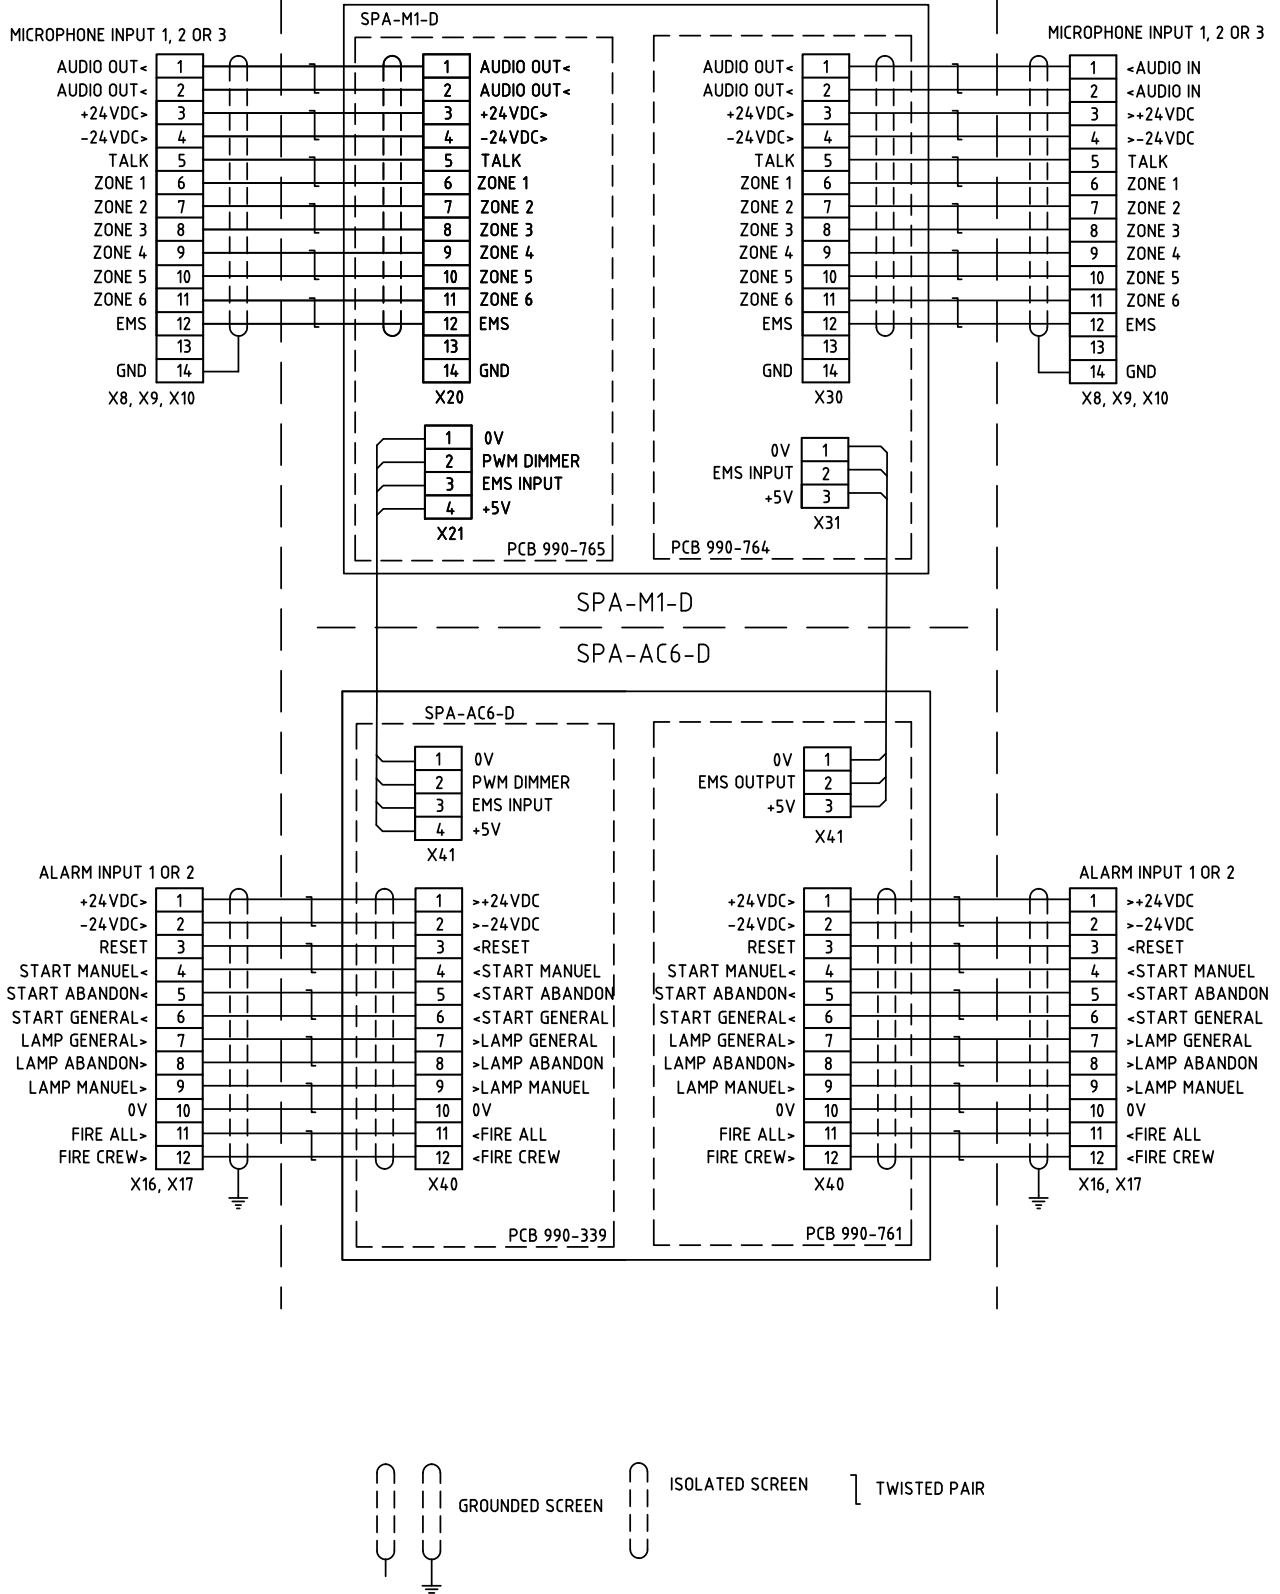 SPA-M1-D
MICROPHONE INPUT 1, 2 OR 3
AUDIO OUT< 1
AUDIO OUT< 2
+24VDC> 3
-24VDC> 4
TALK 5
ZONE 1 6
ZONE 2 7
ZONE 3 8
ZONE 4 9
ZONE 5 10
ZONE 6 11
EMS 12
13
GND 14
X8, X9, X10
1 AUDIO OUT<
2 AUDIO OUT<
3 +24VDC>
4 -24VDC>
5 TALK
6 ZONE 1
7 ZONE 2
8 ZONE 3
9 ZONE 4
10 ZONE 5
11 ZONE 6
12 EMS
13
14 GND
X20
1 0V
2 PWM DIMMER
3 EMS INPUT
4 +5V
X21
PCB 990-765
AUDIO OUT< 1
AUDIO OUT< 2
+24VDC> 3
-24VDC> 4
TALK 5
ZONE 1 6
ZONE 2 7
ZONE 3 8
ZONE 4 9
ZONE 5 10
ZONE 6 11
EMS 12
13
GND 14
X30
0V 1
EMS INPUT 2
+5V 3
X31
PCB 990-764
MICROPHONE INPUT 1, 2 OR 3
1 <AUDIO IN
2 <AUDIO IN
3 >+24VDC
4 >-24VDC
5 TALK
6 ZONE 1
7 ZONE 2
8 ZONE 3
9 ZONE 4
10 ZONE 5
11 ZONE 6
12 EMS
13
14 GND
X8, X9, X10
SPA-M1-D
SPA-AC6-D
SPA-AC6-D
1 0V
2 PWM DIMMER
3 EMS INPUT
4 +5V
X41
0V 1
EMS OUTPUT 2
+5V 3
X41
ALARM INPUT 1 OR 2
+24VDC> 1
-24VDC> 2
RESET 3
START MANUEL< 4
START ABANDON< 5
START GENERAL< 6
LAMP GENERAL> 7
LAMP ABANDON> 8
LAMP MANUEL> 9
0V 10
FIRE ALL> 11
FIRE CREW> 12
X16, X17
1 >+24VDC
2 >-24VDC
3 <RESET
4 <START MANUEL
5 <START ABANDON
6 <START GENERAL
7 >LAMP GENERAL
8 >LAMP ABANDON
9 >LAMP MANUEL
10 0V
11 <FIRE ALL
12 <FIRE CREW
X40
PCB 990-339
+24VDC> 1
-24VDC> 2
RESET 3
START MANUEL< 4
START ABANDON< 5
START GENERAL< 6
LAMP GENERAL> 7
LAMP ABANDON> 8
LAMP MANUEL> 9
0V 10
FIRE ALL> 11
FIRE CREW> 12
X40
PCB 990-761
ALARM INPUT 1 OR 2
1 >+24VDC
2 >-24VDC
3 <RESET
4 <START MANUEL
5 <START ABANDON
6 <START GENERAL
7 >LAMP GENERAL
8 >LAMP ABANDON
9 >LAMP MANUEL
10 0V
11 <FIRE ALL
12 <FIRE CREW
X16, X17
GROUNDED SCREEN
ISOLATED SCREEN
TWISTED PAIR